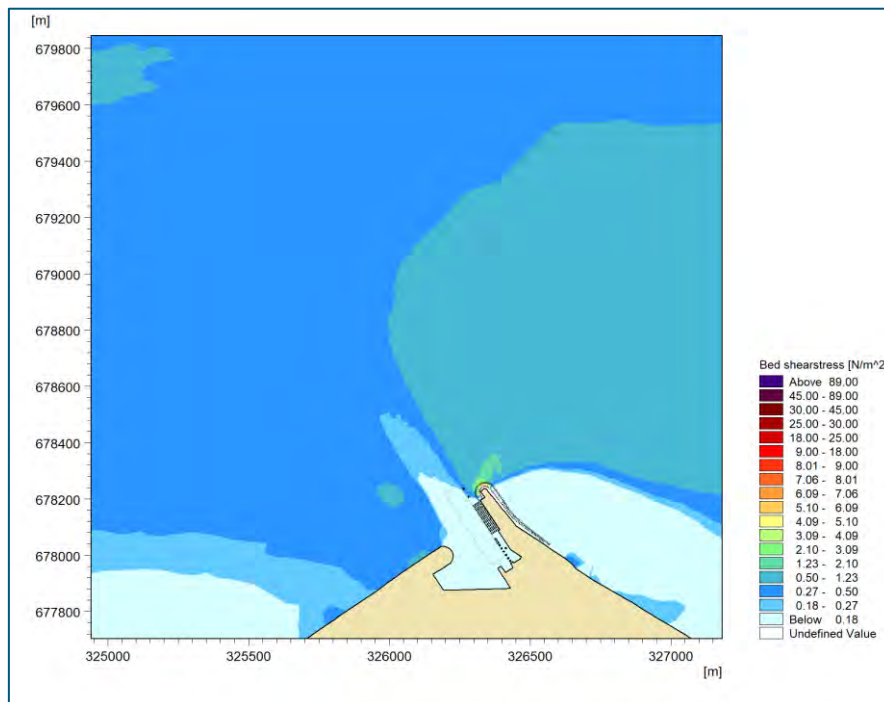 [m]
679800
679600
679400
679200
679000
678800
678600
678400
678200
678000
677800
325000 325500 326000 326500 327000
[m]
Bed shearstress [N/m^2]
Above 89.00
45.00 - 89.00
30.00 - 45.00
25.00 - 30.00
18.00 - 25.00
9.00 - 18.00
8.01 - 9.00
7.06 - 8.01
6.09 - 7.06
5.10 - 6.09
4.09 - 5.10
3.09 - 4.09
2.10 - 3.09
1.23 - 2.10
0.50 - 1.23
0.27 - 0.50
0.18 - 0.27
Below 0.18
Undefined Value